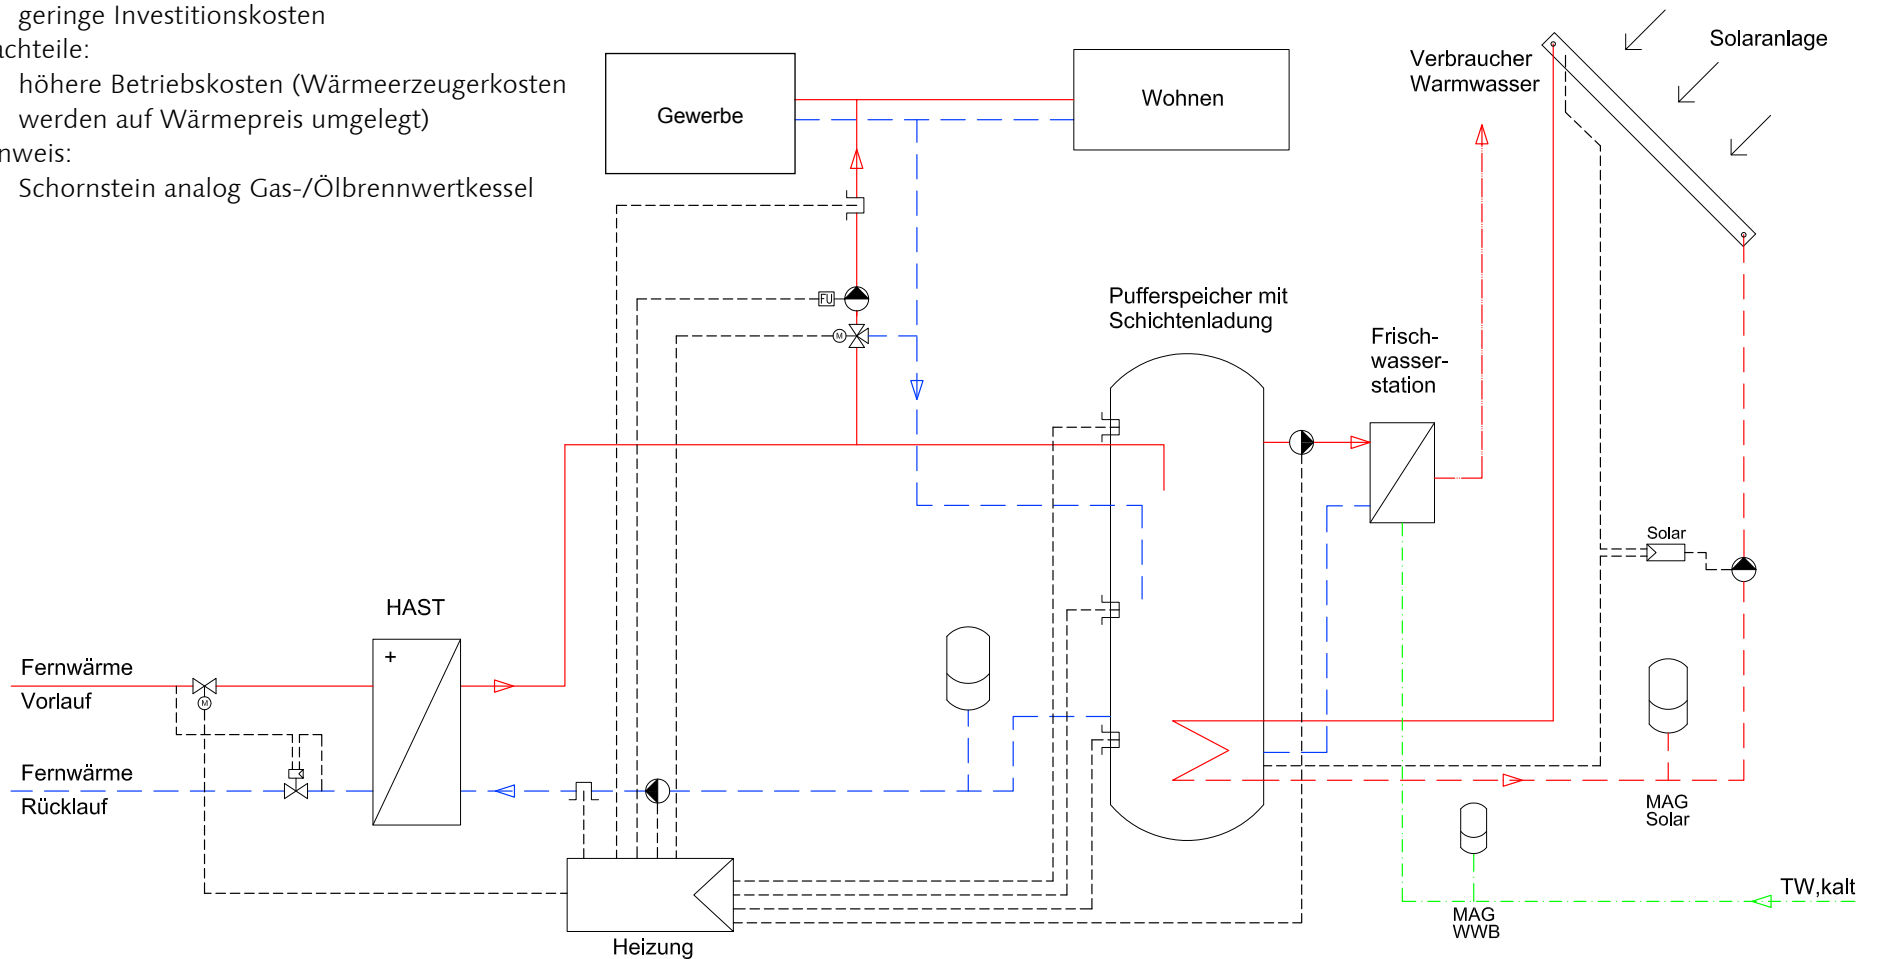 geringe Investitionskosten
achteile:
höhere Betriebskosten (Wärmeerzeugerkosten
werden auf Wärmepreis umgelegt)
nweis:
Schornstein analog Gas-/Ölbrennwertkessel
Gewerbe
Wohnen
Verbraucher
Warmwasser
Solaranlage
FU
M
Pufferspeicher mit
Schichtenladung
Frisch-
wasser-
station
Solar
HAST
+
Fernwärme
Vorlauf
M
Fernwärme
Rücklauf
MAG
Solar
MAG
WWB
TW,kalt
Heizung